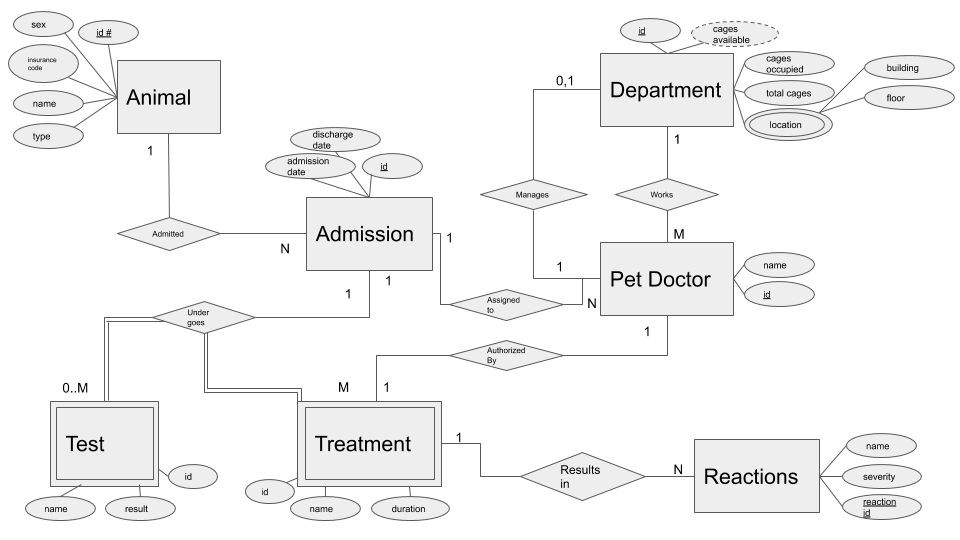 sex
id #
insurance
code
name
type
Animal
1
Admitted
N
discharge
date
admission
date
id
Admission
1
1
1
Under
goes
0..M
M
1
Test
id
name
result
Treatment
id
name
duration
1
Results
in
N
Reactions
name
severity
reaction
id
id
cages
available
Department
cages
occupied
total cages
location
building
floor
0,1
1
Manages
Works
M
1
Pet Doctor
name
id
Assigned
to
N
1
Authorized
By